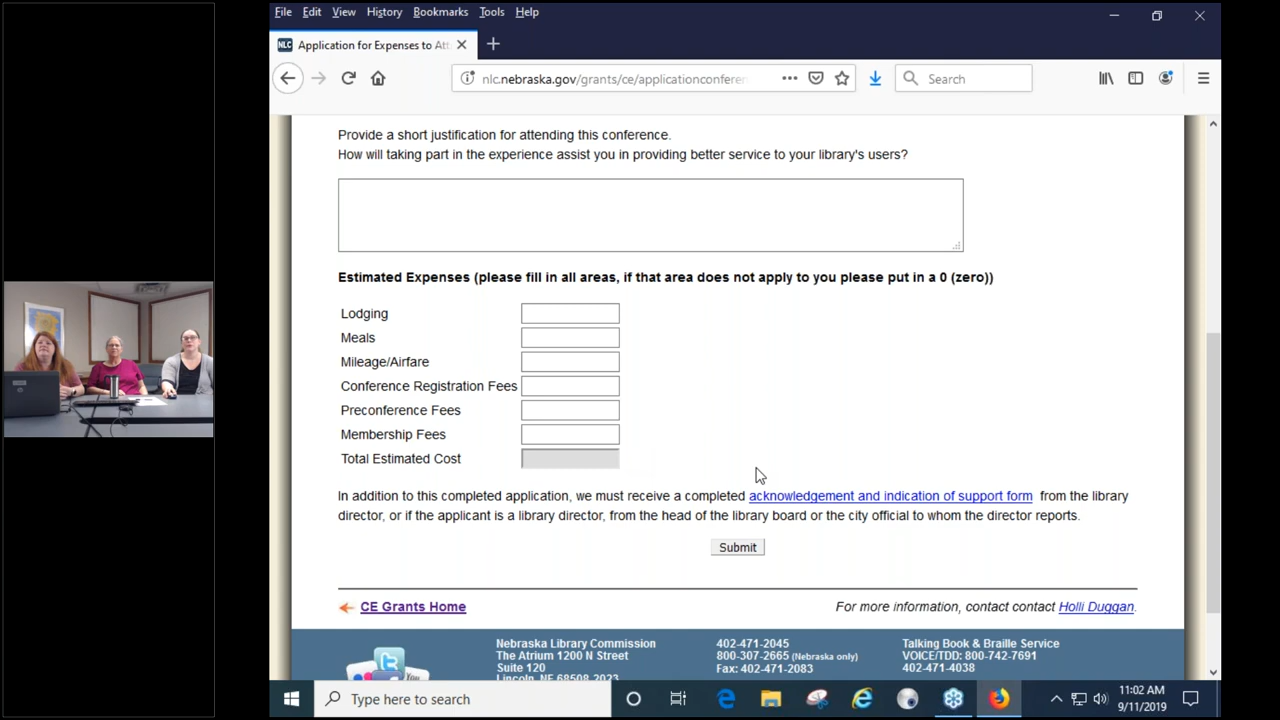 File Edit View History Bookmarks Tools Help
NLC Application for Expenses to Att
nlc.nebraska.gov/grants/ce/applicationconferen
Search
Provide a short justification for attending this conference.
How will taking part in the experience assist you in providing better service to your library's users?
Estimated Expenses (please fill in all areas, if that area does not apply to you please put in a 0 (zero))
Lodging
Meals
Mileage/Airfare
Conference Registration Fees
Preconference Fees
Membership Fees
Total Estimated Cost
In addition to this completed application, we must receive a completed acknowledgement and indication of support form from the library
director, or if the applicant is a library director, from the head of the library board or the city official to whom the director reports.
Submit
CE Grants Home
For more information, contact contact Holli Duggan.
Nebraska Library Commission
The Atrium 1200 N Street
Suite 120
Lincoln, NE 68508-2023
402-471-2045
800-307-2665 (Nebraska only)
Fax: 402-471-2083
Talking Book & Braille Service
VOICE/TDD: 800-742-7691
402-471-4038
You
Type here to search
11:02 AM
9/11/2019